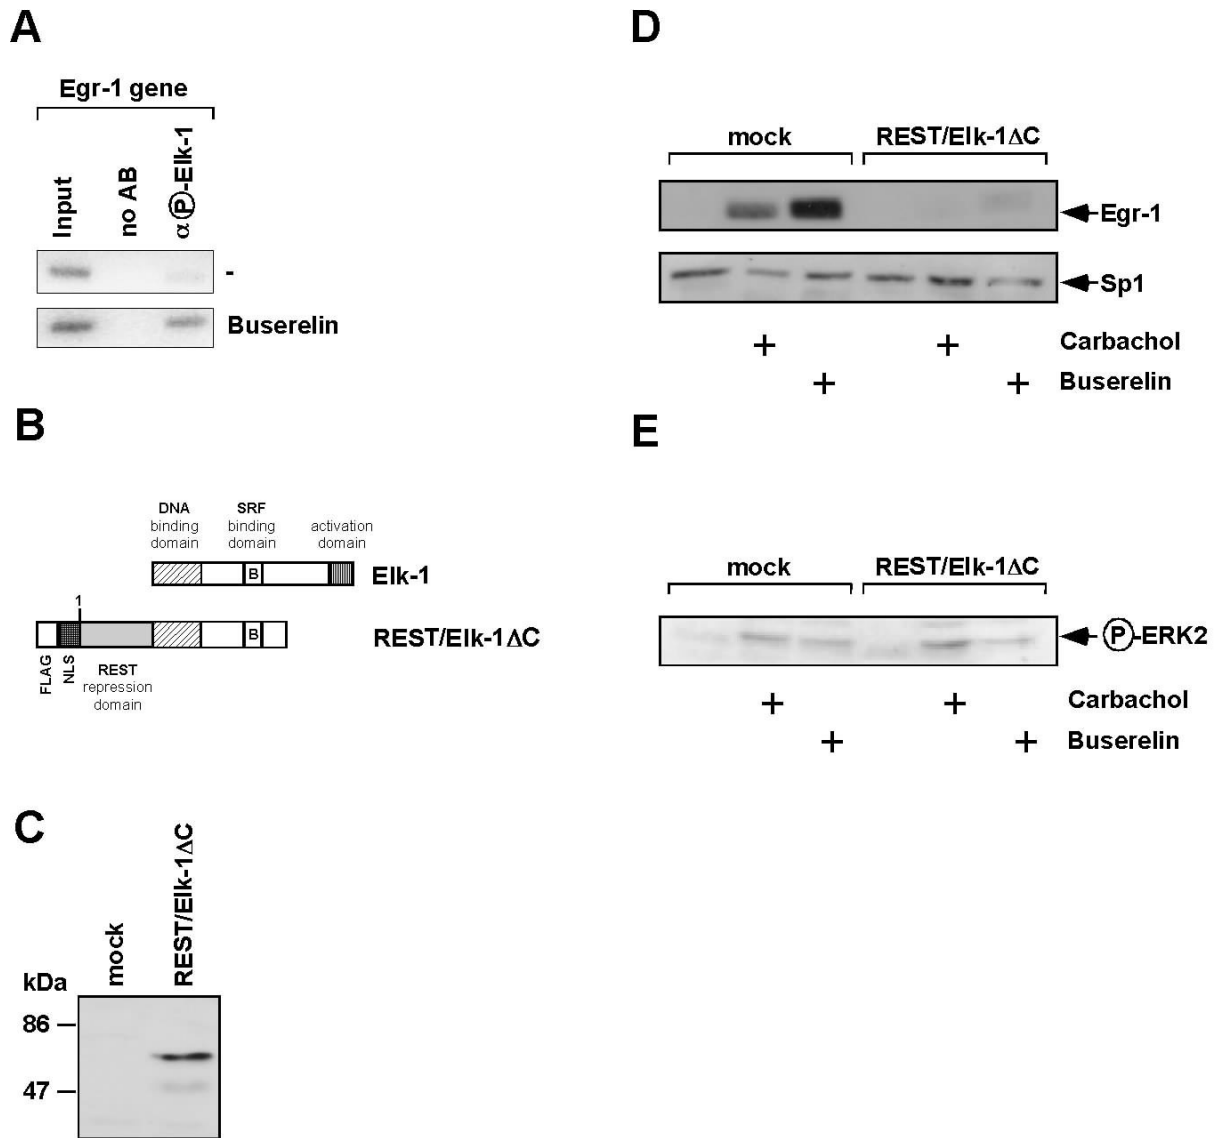 A
Egr-1 gene
Input
no AB
αⓅ-Elk-1
-
Buserelin
B
DNA
binding
domain
SRF
binding
domain
activation
domain
B
Elk-1
1
B
REST/Elk-1ΔC
FLAG
NLS
REST
repression
domain
C
mock
REST/Elk-1ΔC
kDa
86
47
D
mock
REST/Elk-1ΔC
Egr-1
Sp1
+ + Carbachol
+ + Buserelin
E
mock
REST/Elk-1ΔC
Ⓟ-ERK2
+ + Carbachol
+ + Buserelin